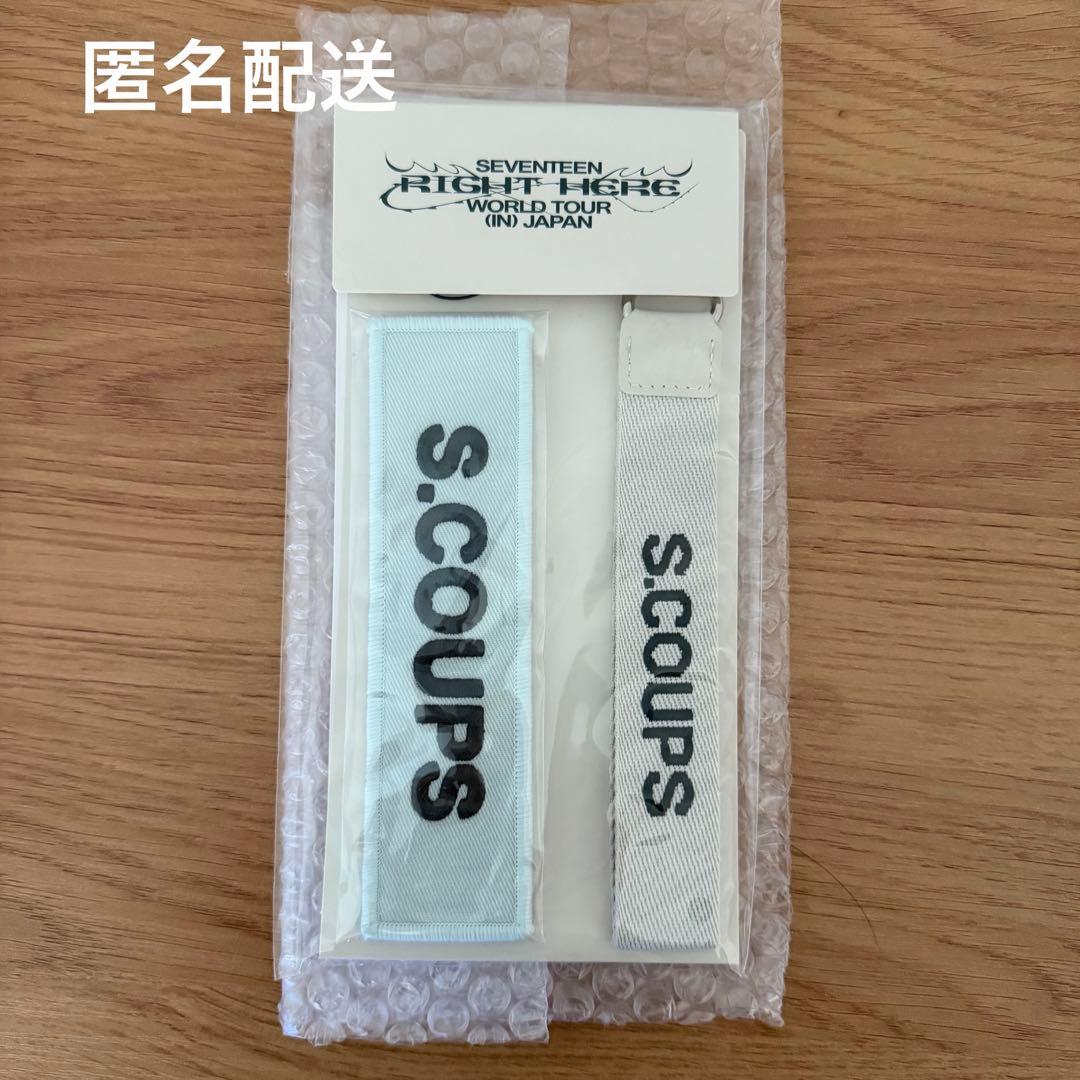 匿名配送
SEVENTEEN
RIGHT HERE
WORLD TOUR
(IN) JAPAN
S.COUPS
S.COUPS